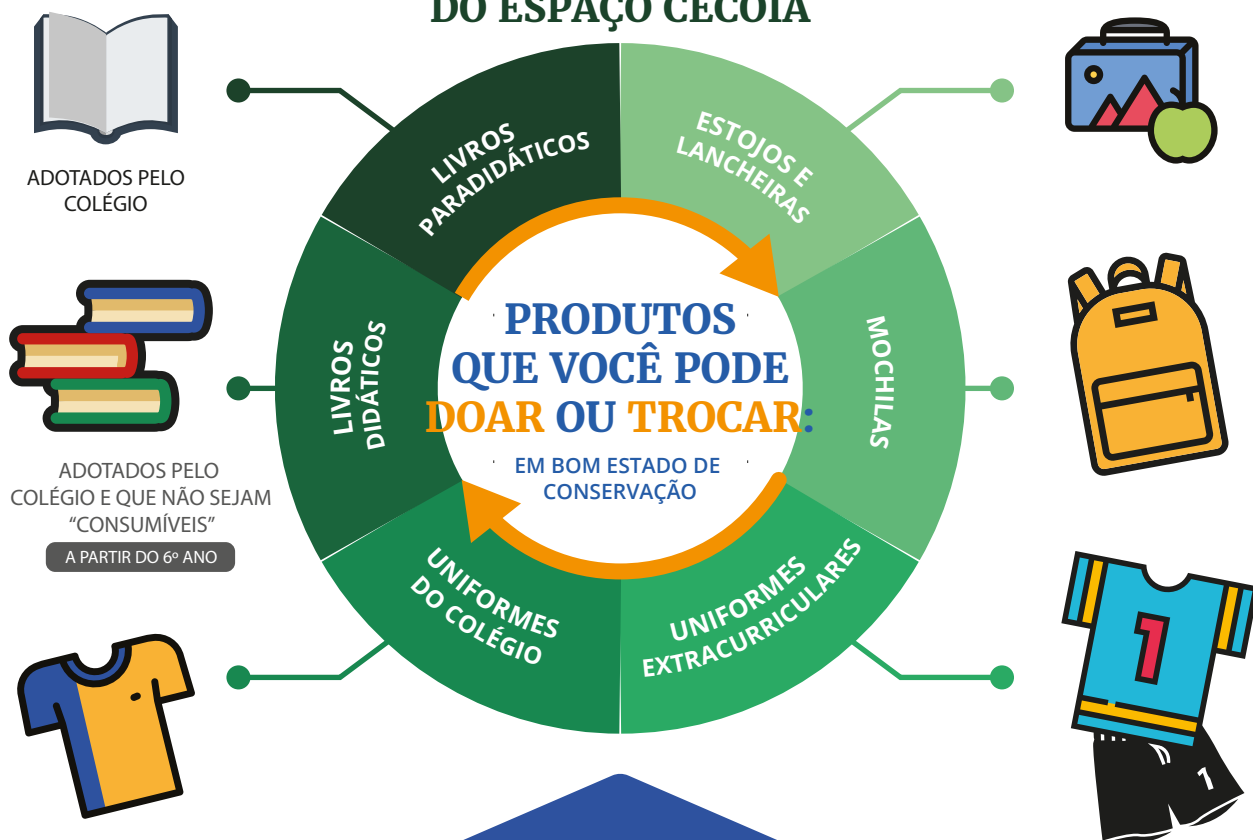 DO ESPAÇO CECOIA
LIVROS
PARADIDÁTICOS
ESTOJOS E
LANCHEIRAS
ADOTADOS PELO
COLÉGIO
LIVROS
DIDÁTICOS
PRODUTOS
QUE VOCÊ PODE
DOAR OU TROCAR:
EM BOM ESTADO DE
CONSERVAÇÃO
MOCHILAS
ADOTADOS PELO
COLÉGIO E QUE NÃO SEJAM
“CONSUMÍVEIS”
A PARTIR DO 6º ANO
UNIFORMES
DO COLÉGIO
UNIFORMES
EXTRACURRICULARES
1
1